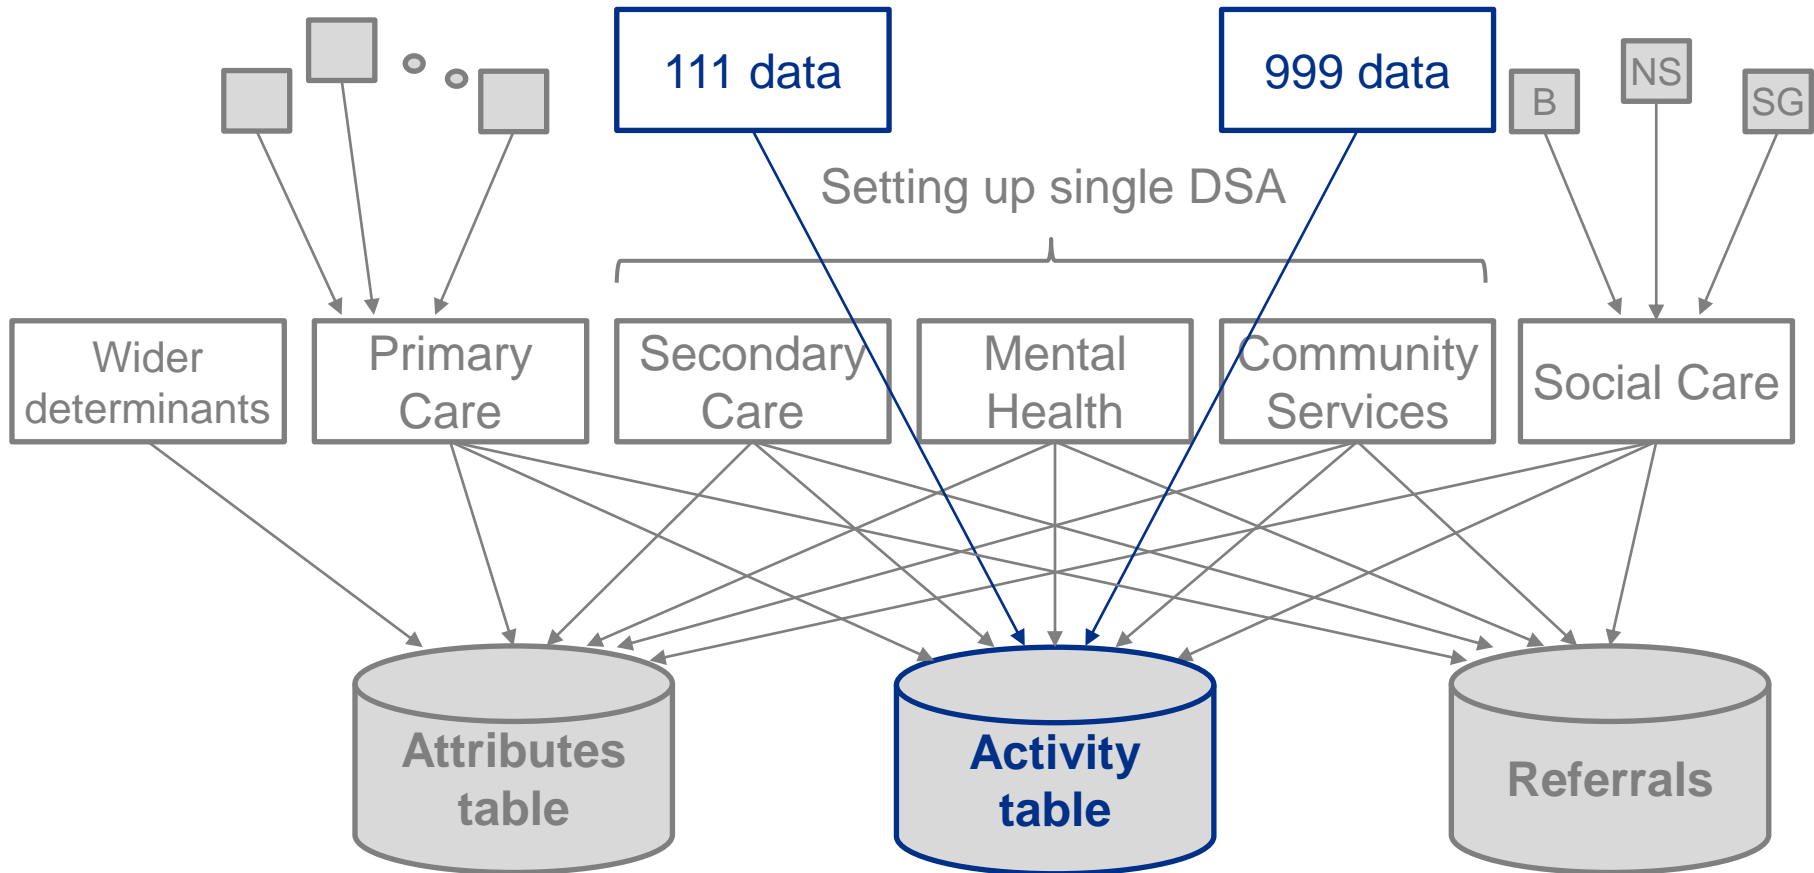 111 data
999 data
B
NS
SG
Setting up single DSA
Wider
determinants
Primary
Care
Secondary
Care
Mental
Health
Community
Services
Social Care
Attributes
table
Activity
table
Referrals